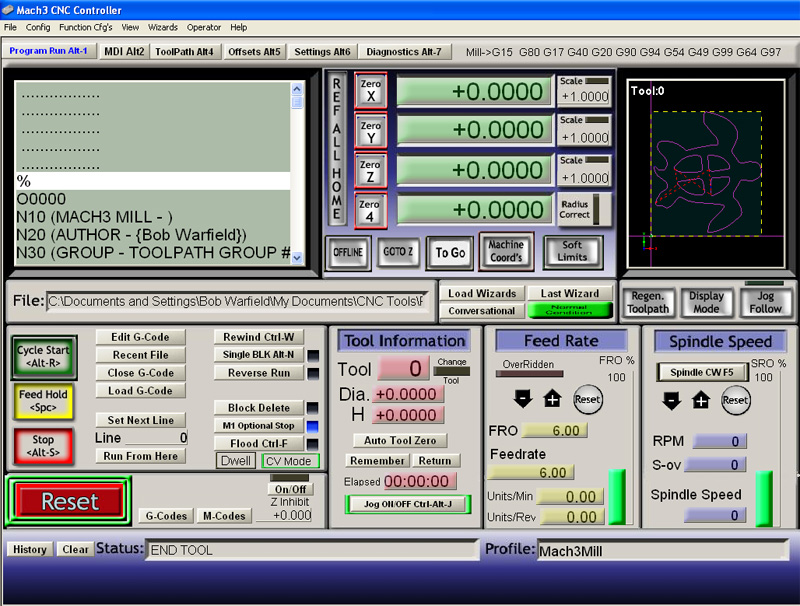 Mach3 CNC Controller
File Config Function Cfg's View Wizards Operator Help
Program Run Alt-1 MDI Alt2 ToolPath Alt4 Offsets Alt5 Settings Alt6 Diagnostics Alt-7 Mill->G15 G80 G17 G40 G20 G90 G94 G54 G49 G99 G64 G97
................
................
................
................
................
%
O0000
N10 (MACH3 MILL - )
N20 (AUTHOR - {Bob Warfield})
N30 (GROUP - TOOLPATH GROUP #
REF ALL HOME
Zero X +0.0000 Scale +1.0000
Zero Y +0.0000 Scale +1.0000
Zero Z +0.0000 Scale +1.0000
Zero 4 +0.0000 Radius Correct
OFFLINE GOTO Z To Go Machine Coord's Soft Limits
Tool:0
File: C:\Documents and Settings\Bob Warfield\My Documents\CNC Tools\F
Load Wizards Last Wizard
Conversational Normal Condition
Regen. Toolpath Display Mode Jog Follow
Cycle Start <Alt-R>
Feed Hold <Spc>
Stop <Alt-S>
Edit G-Code
Recent File
Close G-Code
Load G-Code
Set Next Line
Line 0
Run From Here
Rewind Ctrl-W
Single BLK Alt-N
Reverse Run
Block Delete
M1 Optional Stop
Flood Ctrl-F
Dwell CV Mode
Reset
G-Codes M-Codes
On/Off
Z Inhibit
+0.000
Tool Information
Tool 0 Change Tool
Dia. +0.0000
H +0.0000
Auto Tool Zero
Remember Return
Elapsed 00:00:00
Jog ON/OFF Ctrl-Alt-J
Feed Rate
OverRidden FRO %
100
Reset
FRO 6.00
Feedrate
6.00
Units/Min 0.00
Units/Rev 0.00
Spindle Speed
Spindle CW F5 SRO %
100
Reset
RPM 0
S-ov 0
Spindle Speed
0
History Clear Status: END TOOL Profile: Mach3Mill